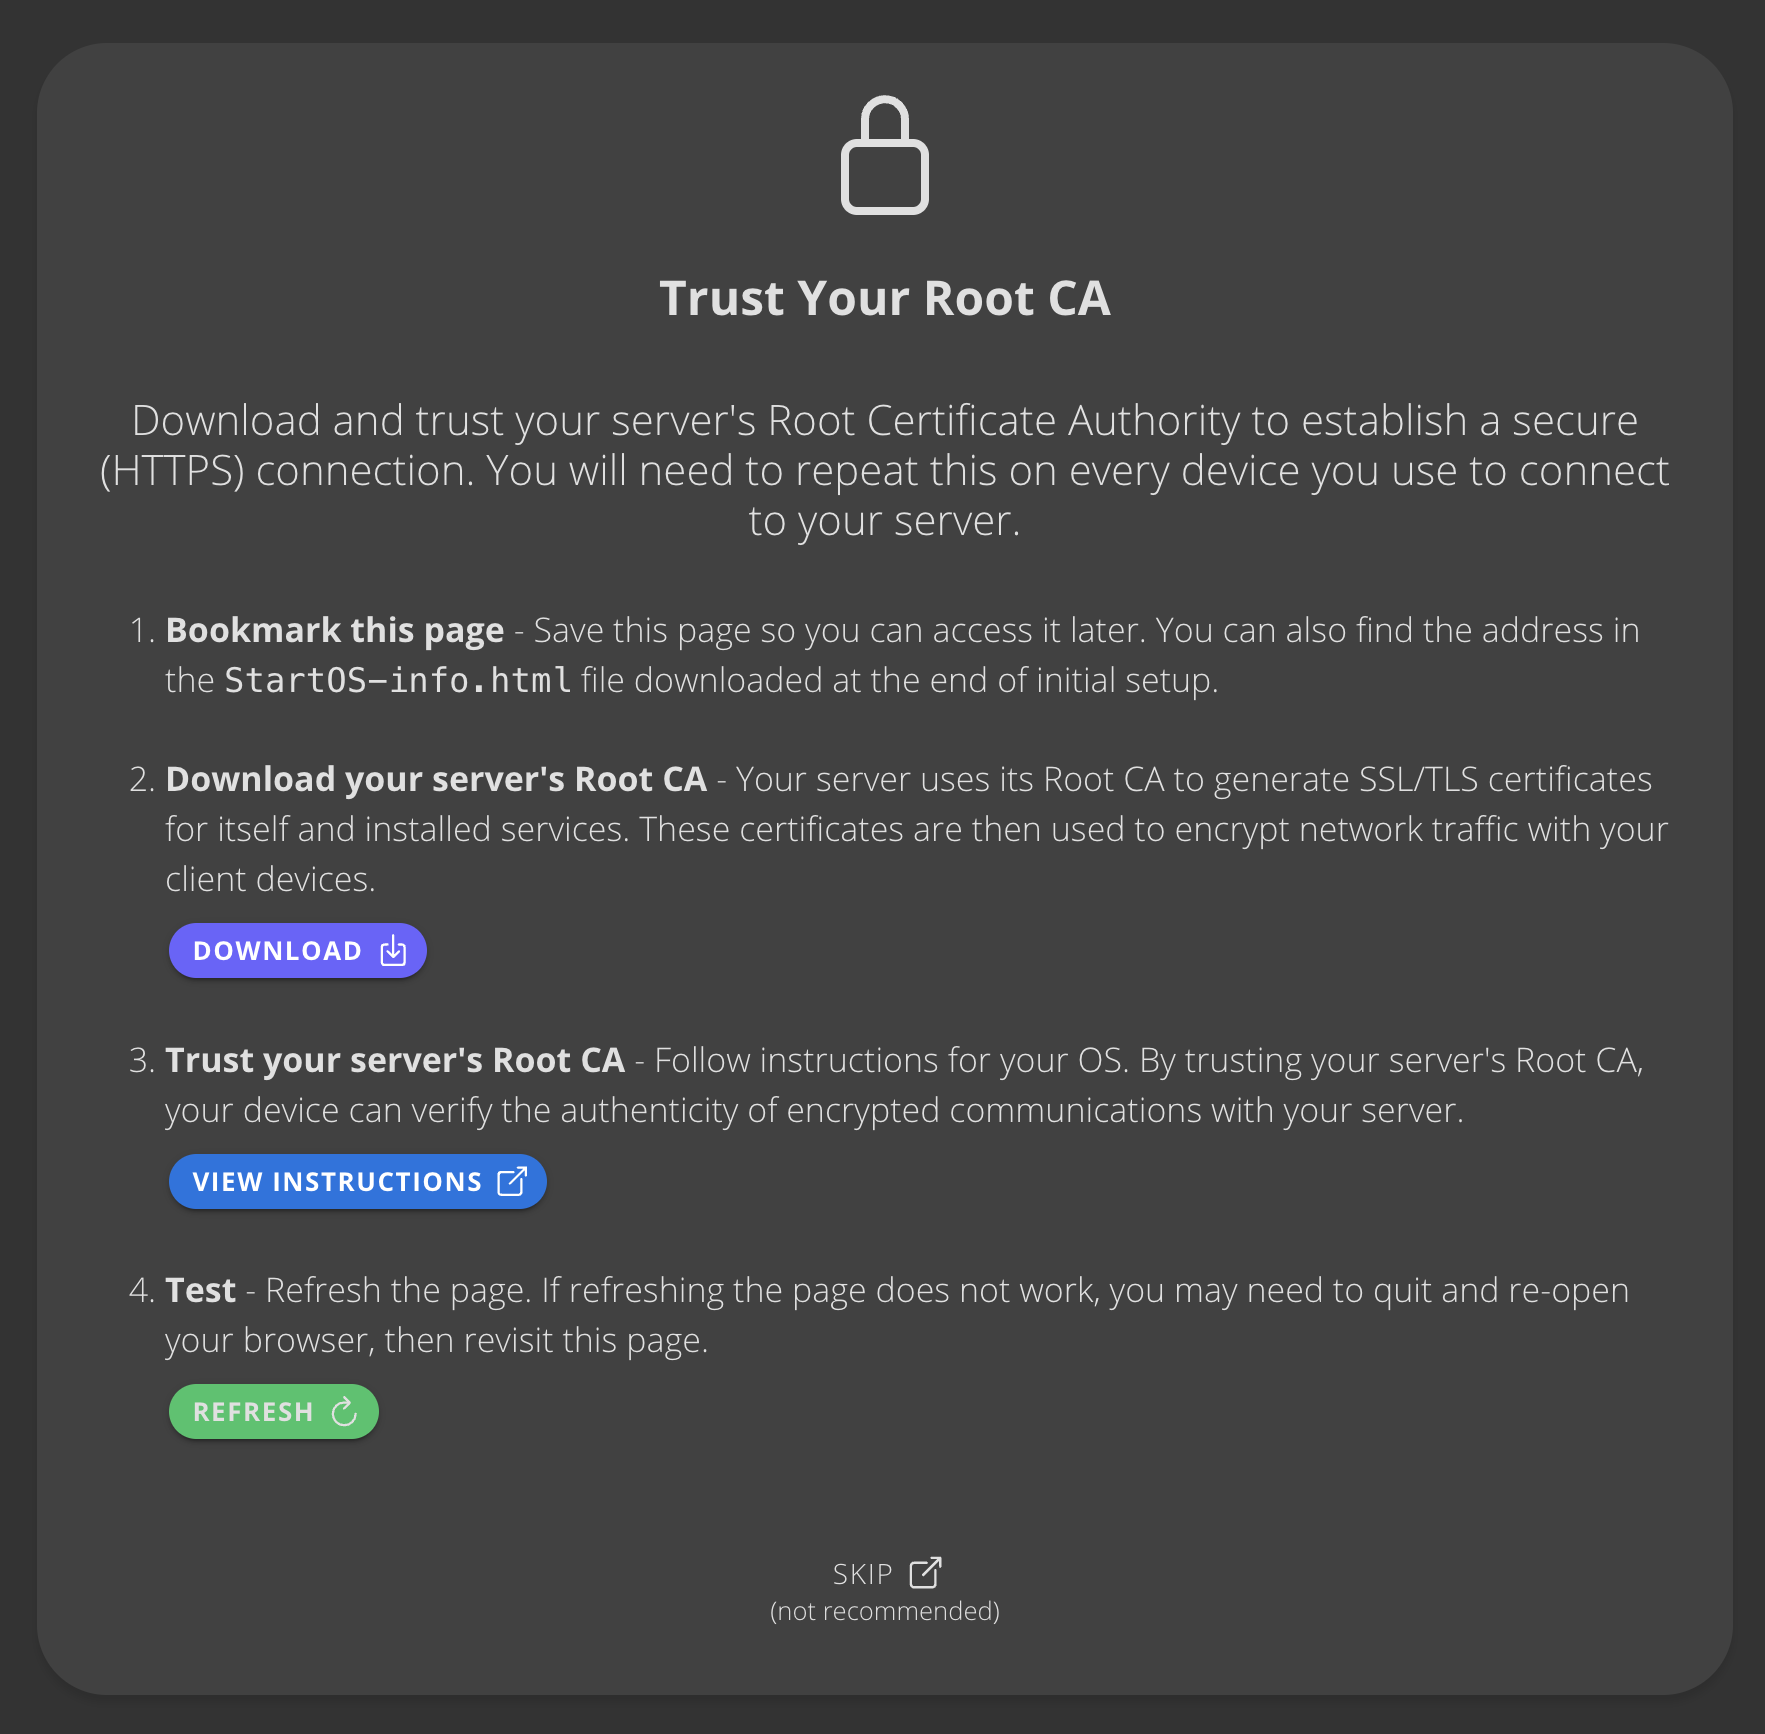 Trust Your Root CA
Download and trust your server's Root Certificate Authority to establish a secure
(HTTPS) connection. You will need to repeat this on every device you use to connect
to your server.
1. Bookmark this page - Save this page so you can access it later. You can also find the address in
the StartOS-info.html file downloaded at the end of initial setup.
2. Download your server's Root CA - Your server uses its Root CA to generate SSL/TLS certificates
for itself and installed services. These certificates are then used to encrypt network traffic with your
client devices.
DOWNLOAD
3. Trust your server's Root CA - Follow instructions for your OS. By trusting your server's Root CA,
your device can verify the authenticity of encrypted communications with your server.
VIEW INSTRUCTIONS
4. Test - Refresh the page. If refreshing the page does not work, you may need to quit and re-open
your browser, then revisit this page.
REFRESH
SKIP
(not recommended)